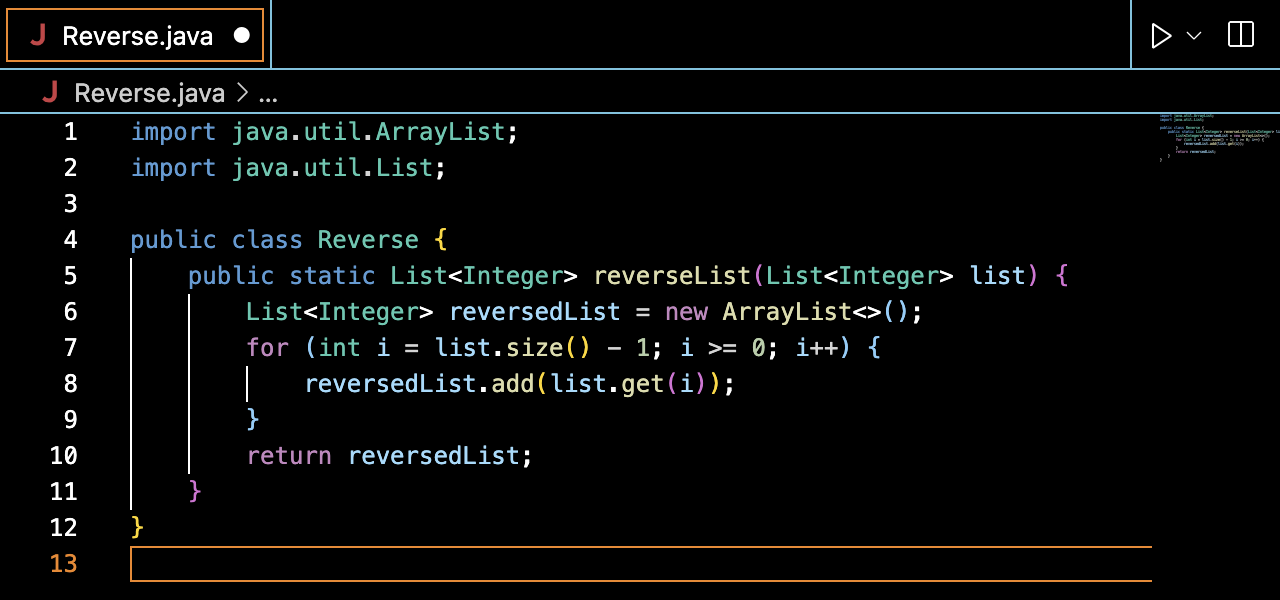 J Reverse.java
J Reverse.java > ...
1 import java.util.ArrayList;
2 import java.util.List;
3
4 public class Reverse {
5     public static List<Integer> reverseList(List<Integer> list) {
6         List<Integer> reversedList = new ArrayList<>();
7         for (int i = list.size() - 1; i >= 0; i++) {
8             reversedList.add(list.get(i));
9         }
10         return reversedList;
11     }
12 }
13